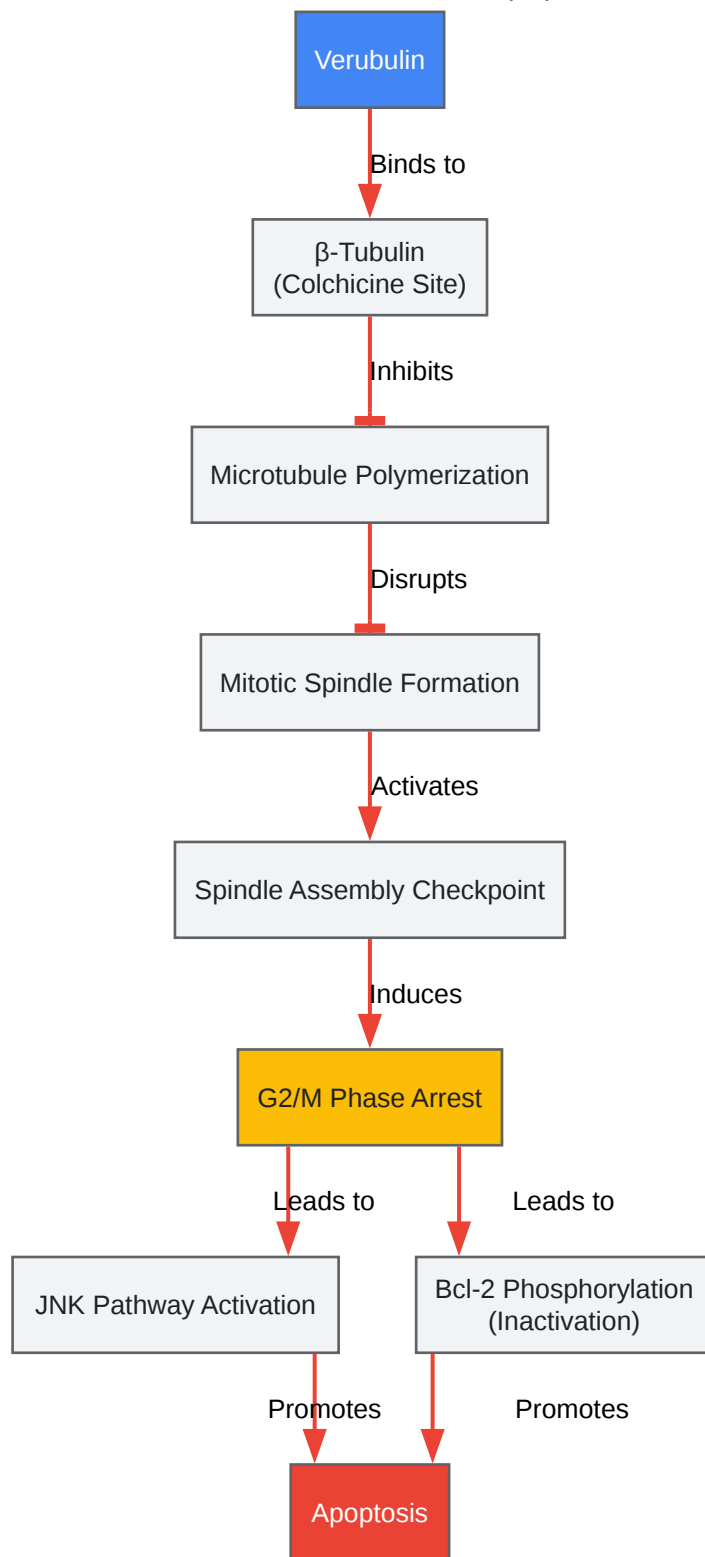 Verubulin
Binds to
β-Tubulin
(Colchicine Site)
Inhibits
Microtubule Polymerization
Disrupts
Mitotic Spindle Formation
Activates
Spindle Assembly Checkpoint
Induces
G2/M Phase Arrest
Leads to
Leads to
JNK Pathway Activation
Bcl-2 Phosphorylation
(Inactivation)
Promotes
Promotes
Apoptosis